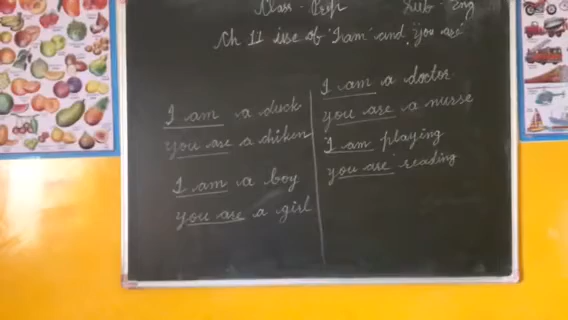 Class - Prep Sub - Eng
Ch 11 use of 'I am' and 'you are'
I am a duck
you are a chiken
I am a boy
you are a girl
I am a doctor
you are a nurse
I am playing
you are reading